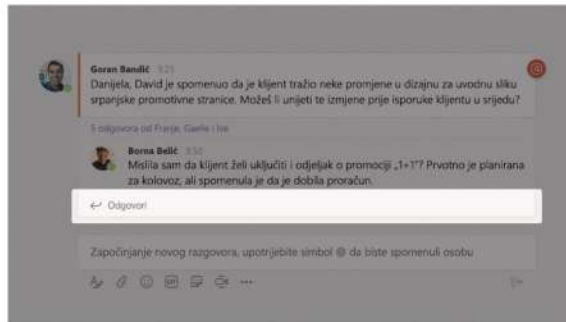 Goran Bandić 9:25
Danijela, David je spomenuo da je klijent tražio neke promjene u dizajnu za uvodnu sliku
srpanjske promotivne stranice. Možeš li unijeti te izmjene prije isporuke klijentu u srijedu?
5 odgovora od Franje, Gaelle i Ive
Borna Belić 9:50
Mislila sam da klijent želi uključiti i odjeljak o promociji „1+1"? Prvotno je planirana
za kolovoz, ali spomenula je da je dobila proračun.
Odgovori
Započinjanje novog razgovora, upotrijebite simbol @ da biste spomenuli osobu